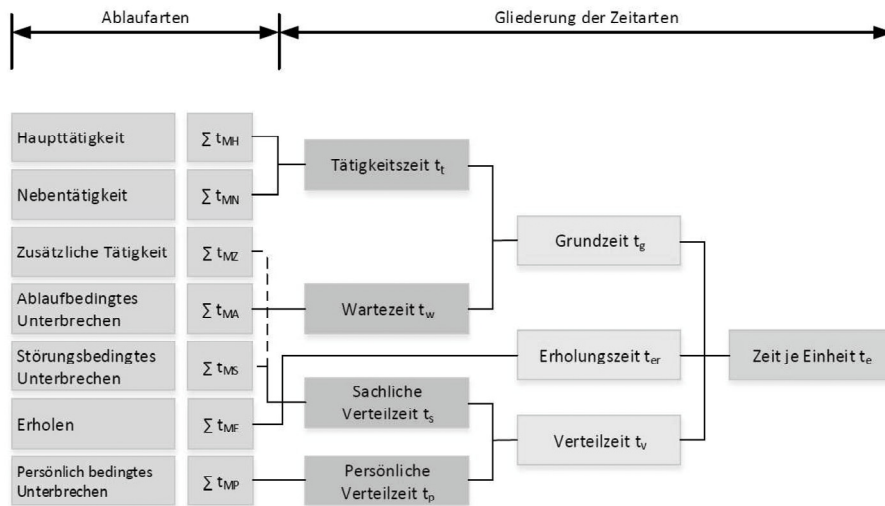 Ablaufarten
Gliederung der Zeitarten
Haupttätigkeit
∑ tMH
Nebentätigkeit
∑ tMN
Tätigkeitszeit tt
Zusätzliche Tätigkeit
∑ tMZ
Grundzeit tg
Ablaufbedingtes
Unterbrechen
∑ tMA
Wartezeit tw
Störungsbedingtes
Unterbrechen
∑ tMS
Erholungszeit ter
Zeit je Einheit te
Erholen
∑ tME
Sachliche
Verteilzeit ts
Verteilzeit tv
Persönlich bedingtes
Unterbrechen
∑ tMP
Persönliche
Verteilzeit tp